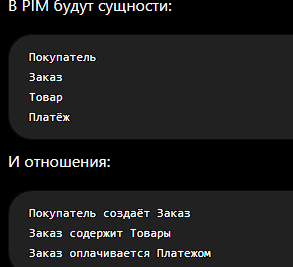 В PIM будут сущности:
Покупатель
Заказ
Товар
Платёж
И отношения:
Покупатель создаёт Заказ
Заказ содержит Товары
Заказ оплачивается Платежом